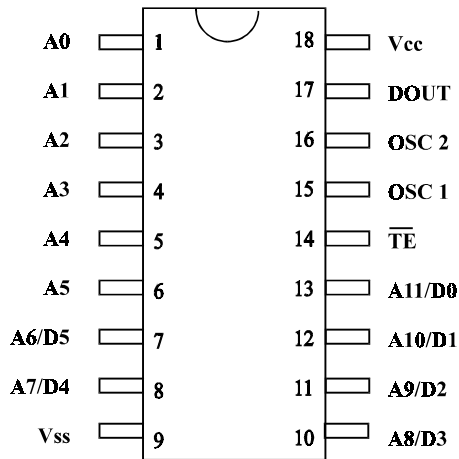 A0 1 18 Vcc
A1 2 17 DOUT
A2 3 16 OSC 2
A3 4 15 OSC 1
A4 5 14 T̅E̅
A5 6 13 A11/D0
A6/D5 7 12 A10/D1
A7/D4 8 11 A9/D2
Vss 9 10 A8/D3